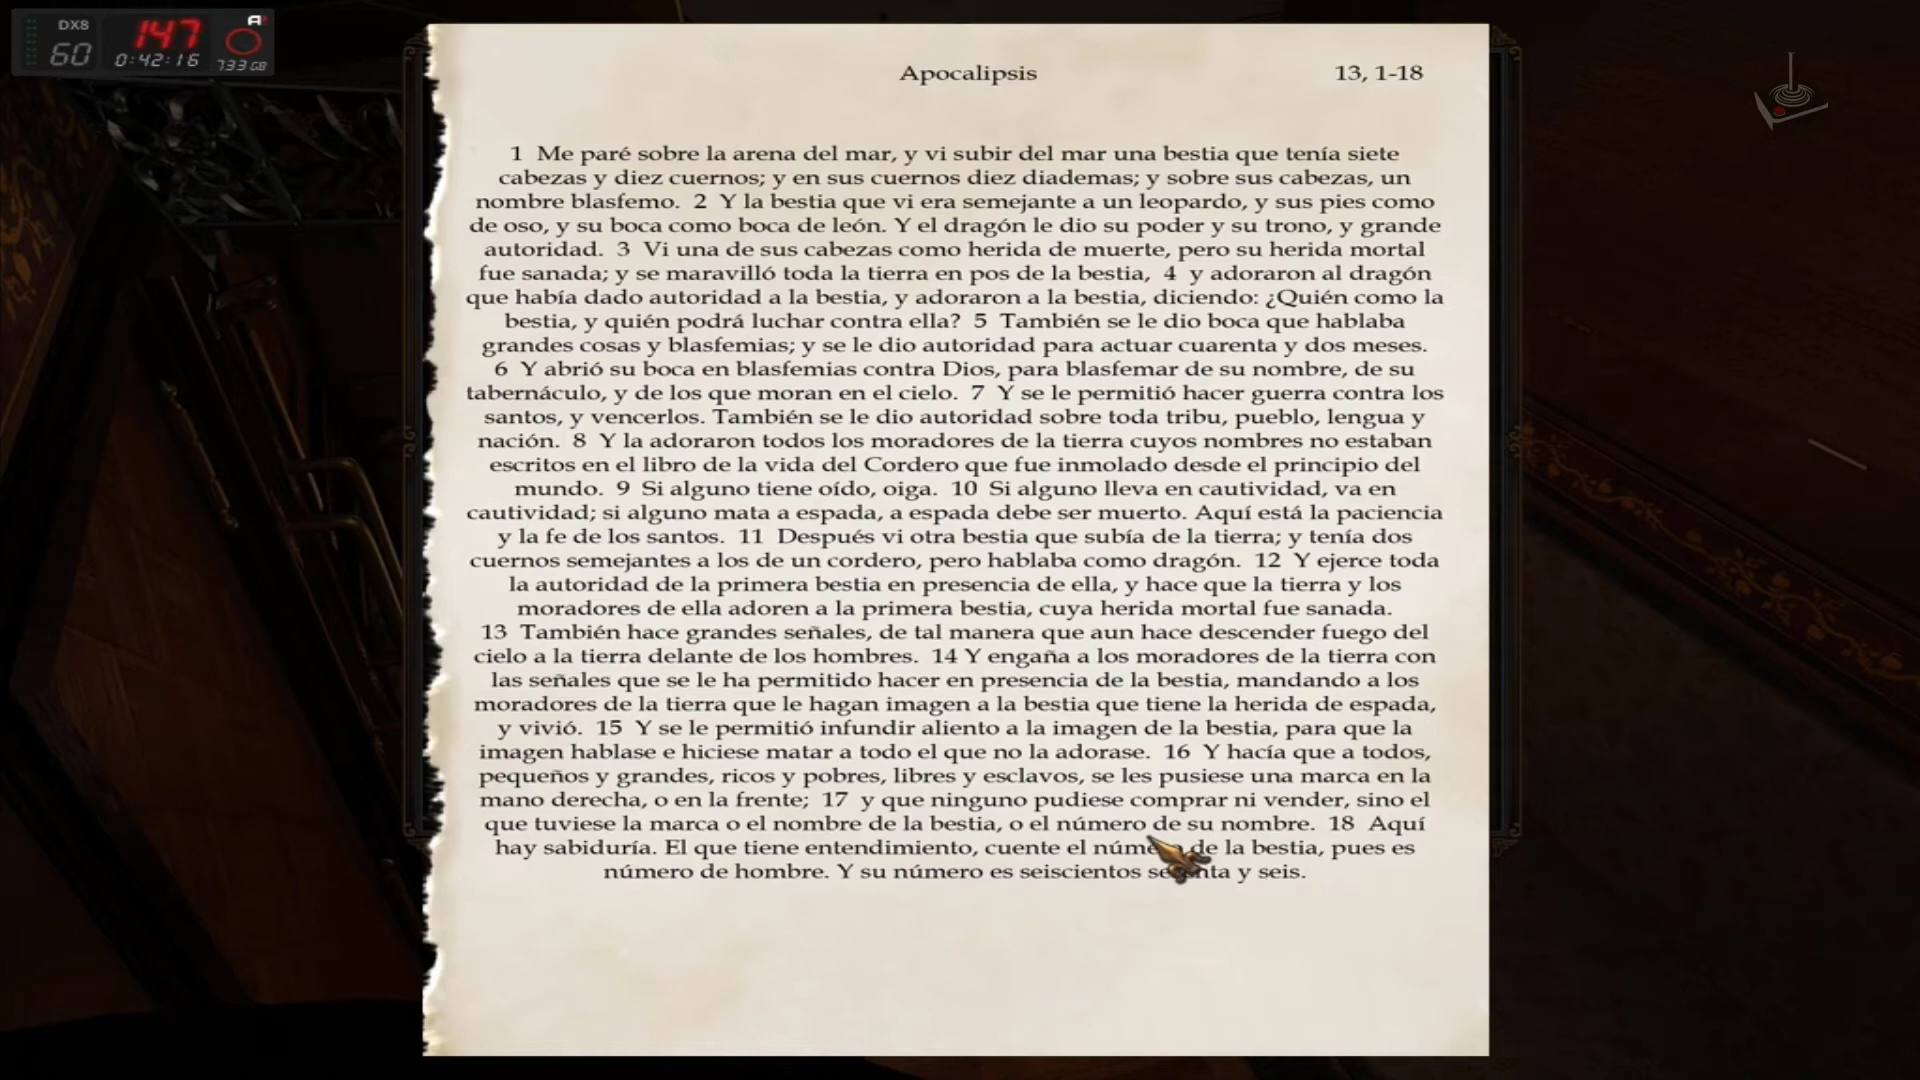 DX8
60
147
0:42:16
A
733 GB
Apocalipsis 13, 1-18
1 Me paré sobre la arena del mar, y vi subir del mar una bestia que tenía siete
cabezas y diez cuernos; y en sus cuernos diez diademas; y sobre sus cabezas, un
nombre blasfemo. 2 Y la bestia que vi era semejante a un leopardo, y sus pies como
de oso, y su boca como boca de león. Y el dragón le dio su poder y su trono, y grande
autoridad. 3 Vi una de sus cabezas como herida de muerte, pero su herida mortal
fue sanada; y se maravilló toda la tierra en pos de la bestia, 4 y adoraron al dragón
que había dado autoridad a la bestia, y adoraron a la bestia, diciendo: ¿Quién como la
bestia, y quién podrá luchar contra ella? 5 También se le dio boca que hablaba
grandes cosas y blasfemias; y se le dio autoridad para actuar cuarenta y dos meses.
6 Y abrió su boca en blasfemias contra Dios, para blasfemar de su nombre, de su
tabernáculo, y de los que moran en el cielo. 7 Y se le permitió hacer guerra contra los
santos, y vencerlos. También se le dio autoridad sobre toda tribu, pueblo, lengua y
nación. 8 Y la adoraron todos los moradores de la tierra cuyos nombres no estaban
escritos en el libro de la vida del Cordero que fue inmolado desde el principio del
mundo. 9 Si alguno tiene oído, oiga. 10 Si alguno lleva en cautividad, va en
cautividad; si alguno mata a espada, a espada debe ser muerto. Aquí está la paciencia
y la fe de los santos. 11 Después vi otra bestia que subía de la tierra; y tenía dos
cuernos semejantes a los de un cordero, pero hablaba como dragón. 12 Y ejerce toda
la autoridad de la primera bestia en presencia de ella, y hace que la tierra y los
moradores de ella adoren a la primera bestia, cuya herida mortal fue sanada.
13 También hace grandes señales, de tal manera que aun hace descender fuego del
cielo a la tierra delante de los hombres. 14 Y engaña a los moradores de la tierra con
las señales que se le ha permitido hacer en presencia de la bestia, mandando a los
moradores de la tierra que le hagan imagen a la bestia que tiene la herida de espada,
y vivió. 15 Y se le permitió infundir aliento a la imagen de la bestia, para que la
imagen hablase e hiciese matar a todo el que no la adorase. 16 Y hacía que a todos,
pequeños y grandes, ricos y pobres, libres y esclavos, se les pusiese una marca en la
mano derecha, o en la frente; 17 y que ninguno pudiese comprar ni vender, sino el
que tuviese la marca o el nombre de la bestia, o el número de su nombre. 18 Aquí
hay sabiduría. El que tiene entendimiento, cuente el número de la bestia, pues es
número de hombre. Y su número es seiscientos sesenta y seis.